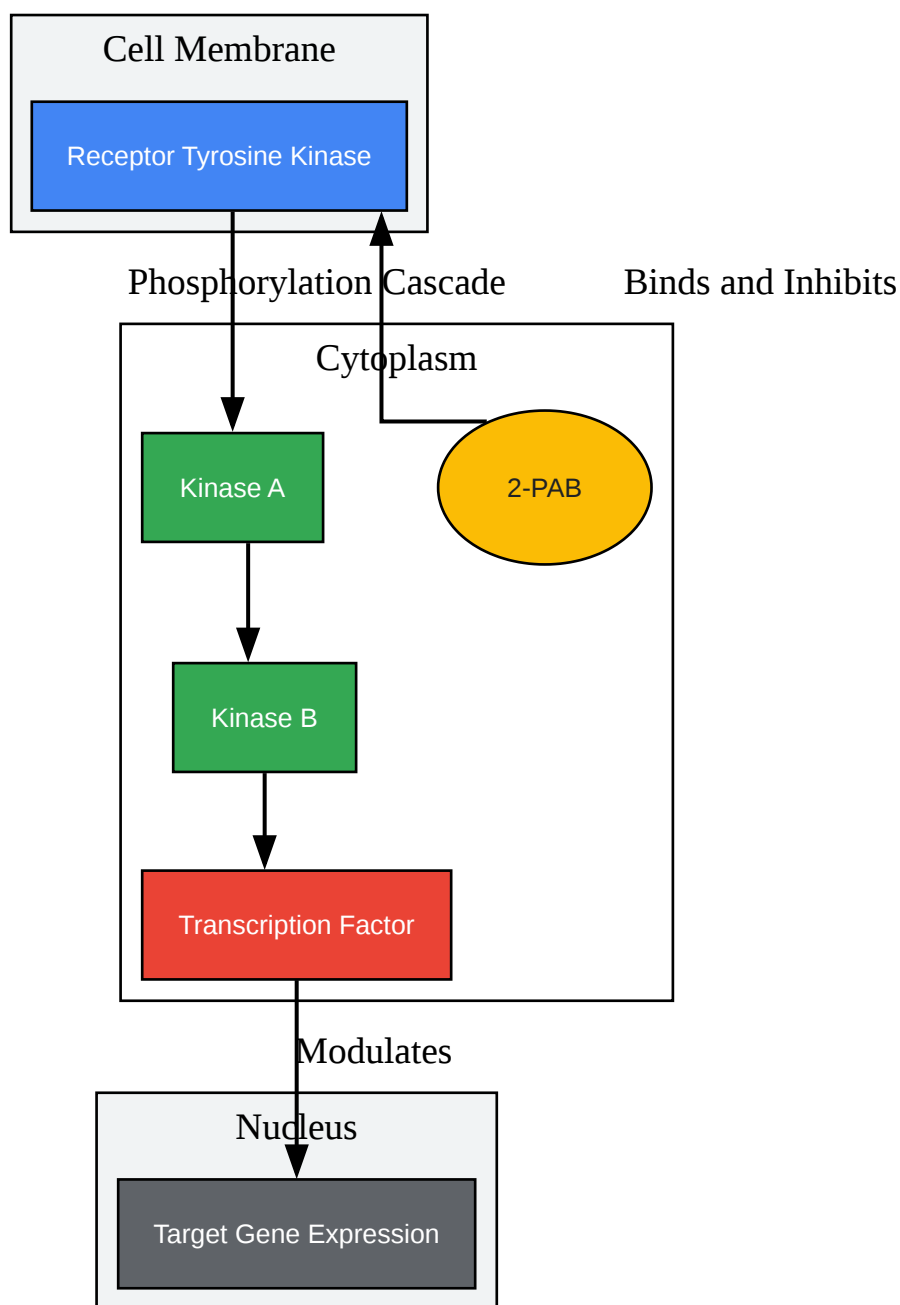 Cell Membrane
Receptor Tyrosine Kinase
Phosphorylation Cascade
Binds and Inhibits
Cytoplasm
Kinase A
2-PAB
Kinase B
Transcription Factor
Modulates
Nucleus
Target Gene Expression